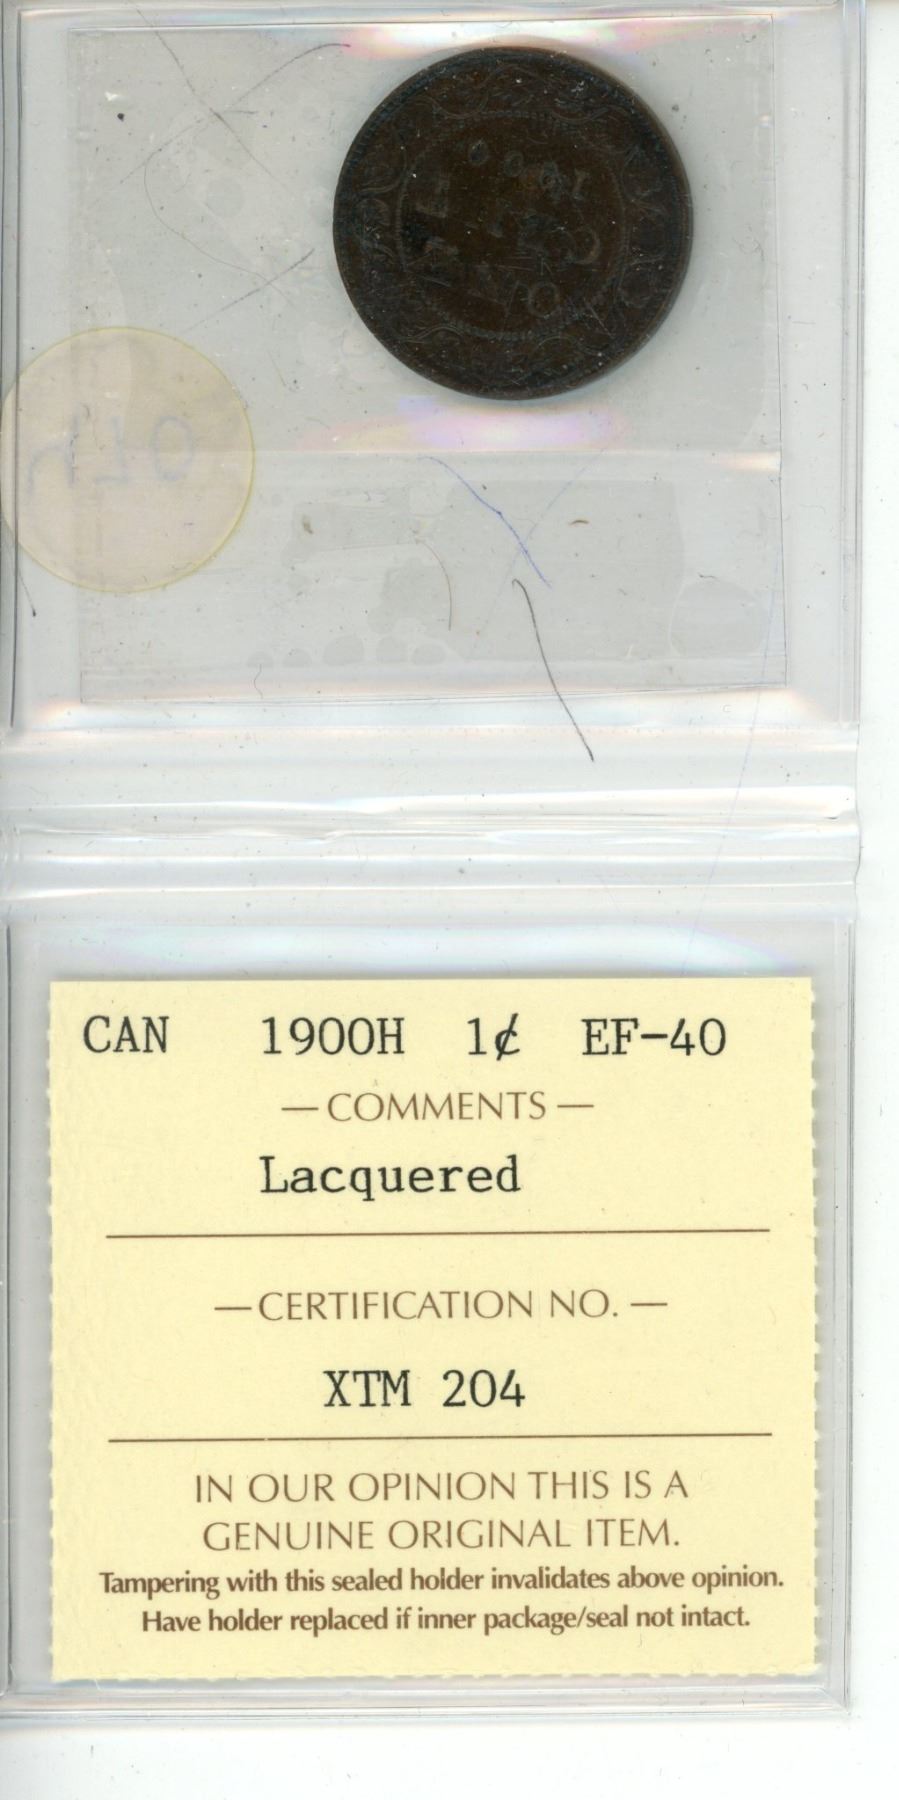 470
CAN 1900H 1¢ EF-40
— COMMENTS —
Lacquered
— CERTIFICATION NO. —
XTM 204
IN OUR OPINION THIS IS A
GENUINE ORIGINAL ITEM.
Tampering with this sealed holder invalidates above opinion.
Have holder replaced if inner package/seal not intact.